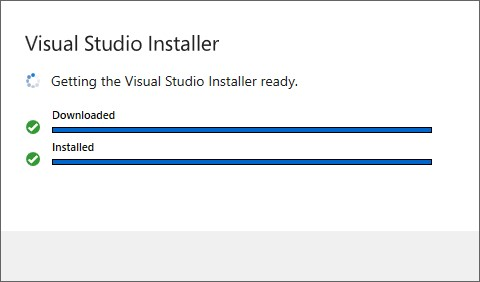 Visual Studio Installer
Getting the Visual Studio Installer ready.
Downloaded
Installed